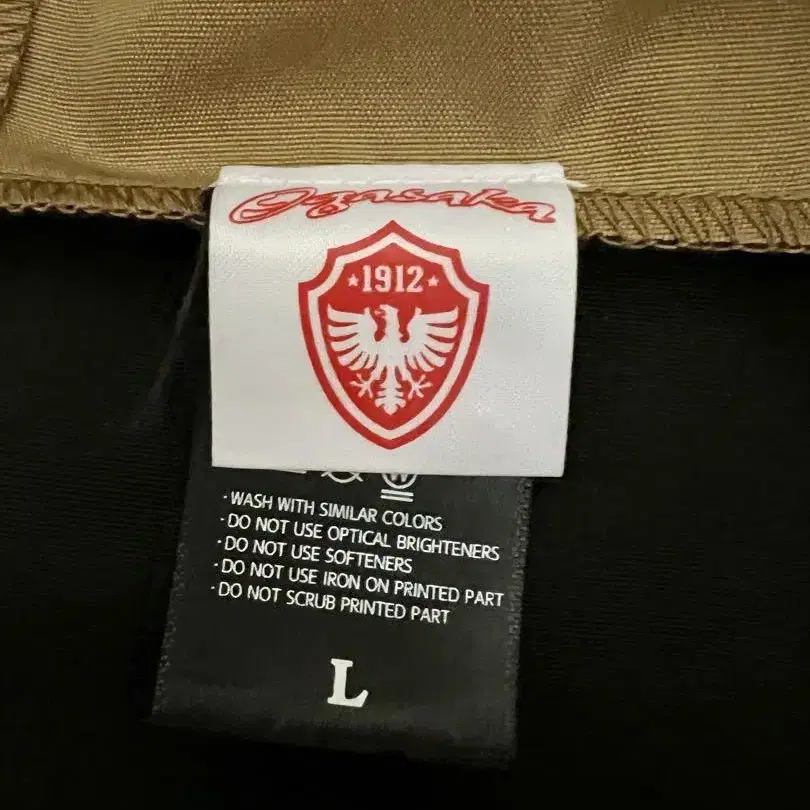 Ogasaka
1912
W
· WASH WITH SIMILAR COLORS
· DO NOT USE OPTICAL BRIGHTENERS
· DO NOT USE SOFTENERS
· DO NOT USE IRON ON PRINTED PART
· DO NOT SCRUB PRINTED PART
L